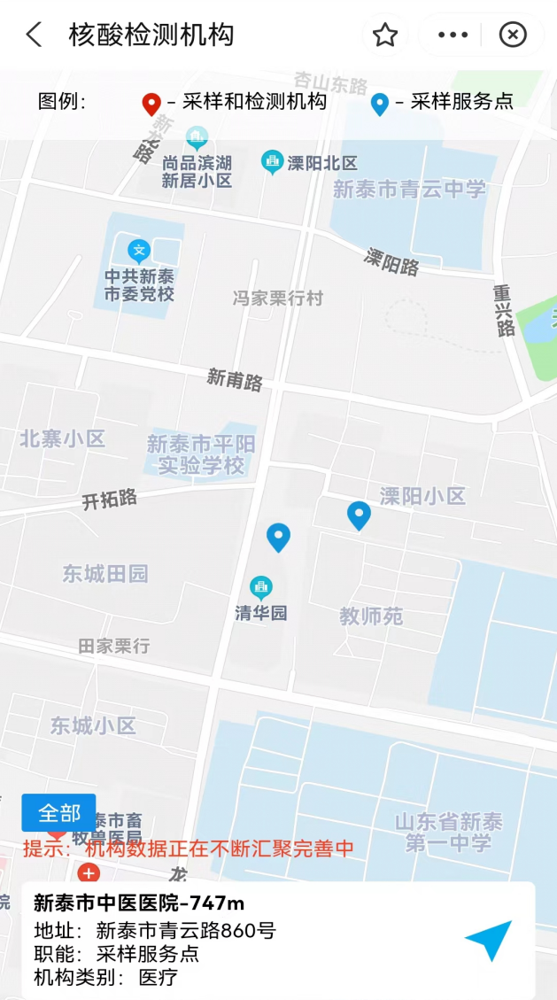 核酸检测机构
图例：
- 采样和检测机构
- 采样服务点
杏山东路
新龙路
尚品滨湖
新居小区
溧阳北区
新泰市青云中学
中共新泰
市委党校
溧阳路
冯家栗行村
重兴路
新甫路
北寨小区
新泰市平阳
实验学校
溧阳小区
开拓路
东城田园
清华园
教师苑
田家栗行
东城小区
全部
泰市畜
牧兽医局
山东省新泰
第一中学
提示：机构数据正在不断汇聚完善中
龙
院
新泰市中医医院-747m
地址：新泰市青云路860号
职能：采样服务点
机构类别：医疗